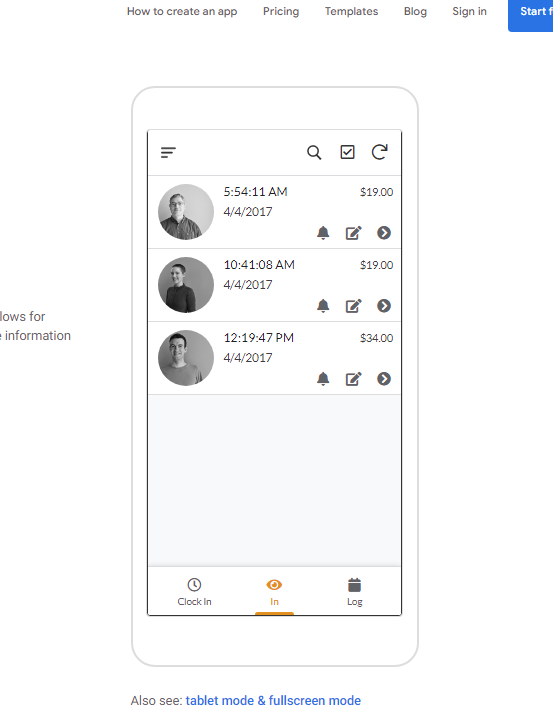 How to create an app Pricing Templates Blog Sign in Start f
5:54:11 AM $19.00
4/4/2017
10:41:08 AM $19.00
4/4/2017
lows for
e information
12:19:47 PM $34.00
4/4/2017
Clock In In Log
Also see: tablet mode & fullscreen mode